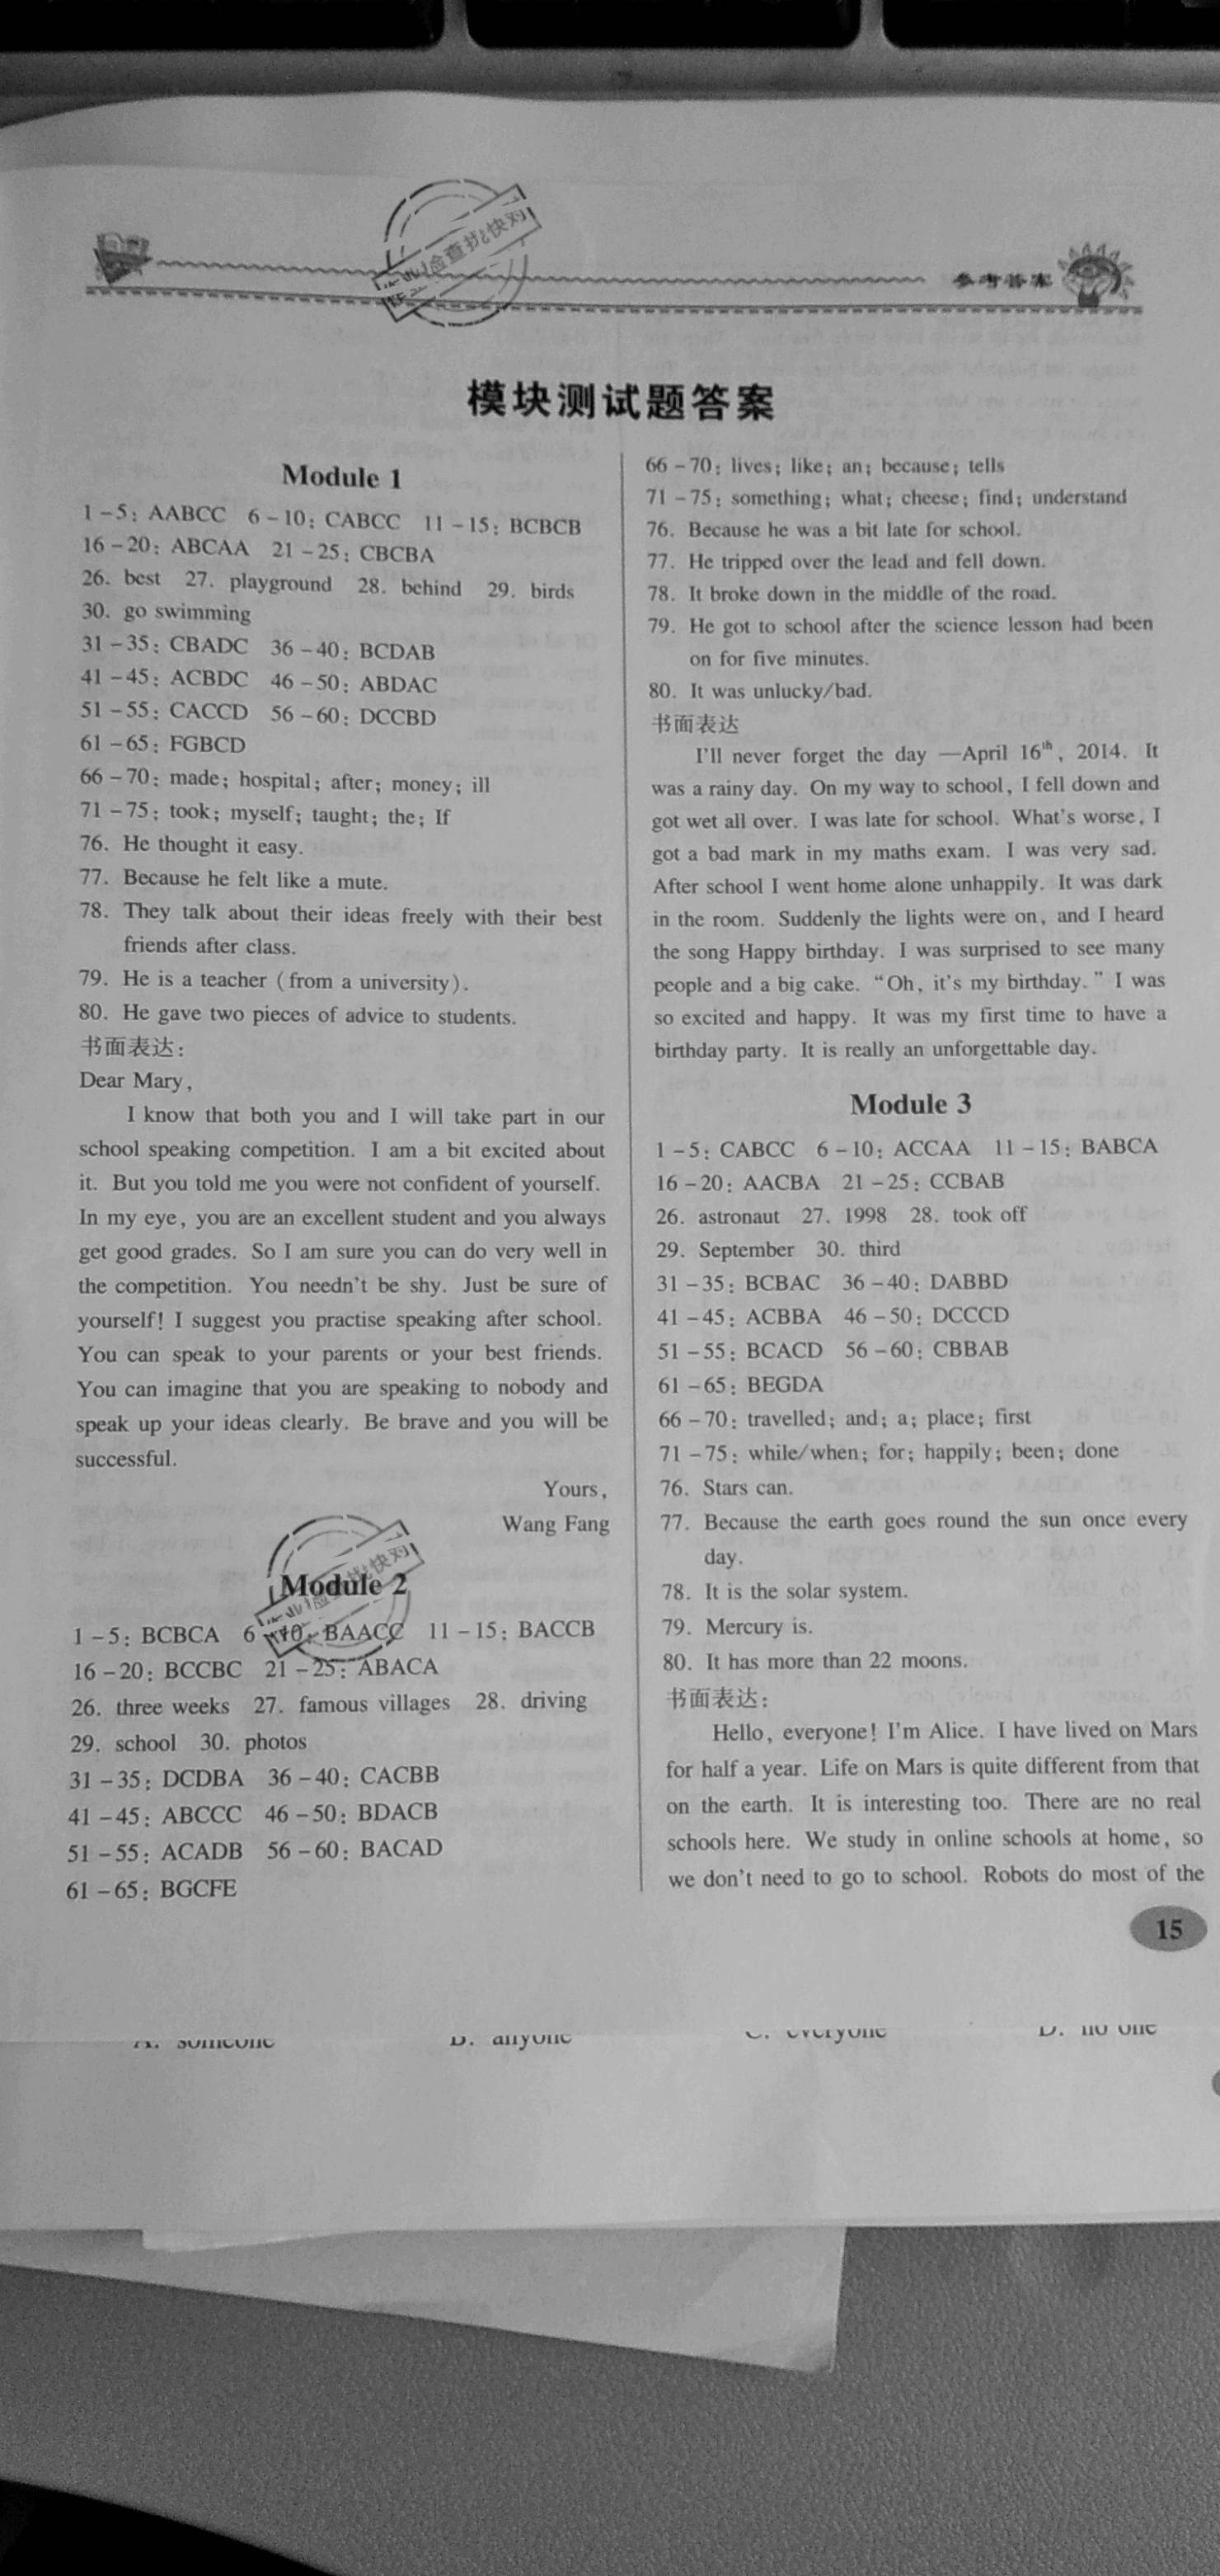 参考答案
模块测试题答案
Module 1
1-5: AABCC 6-10: CABCC 11-15: BCBCB
16-20: ABCAA 21-25: CBCBA
26. best 27. playground 28. behind 29. birds
30. go swimming
31-35: CBADC 36-40: BCDAB
41-45: ACBDC 46-50: ABDAC
51-55: CACCD 56-60: DCCBD
61-65: FGBCD
66-70: made; hospital; after; money; ill
71-75: took; myself; taught; the; If
76. He thought it easy.
77. Because he felt like a mute.
78. They talk about their ideas freely with their best
friends after class.
79. He is a teacher (from a university).
80. He gave two pieces of advice to students.
书面表达:
Dear Mary,
I know that both you and I will take part in our
school speaking competition. I am a bit excited about
it. But you told me you were not confident of yourself.
In my eye, you are an excellent student and you always
get good grades. So I am sure you can do very well in
the competition. You needn't be shy. Just be sure of
yourself! I suggest you practise speaking after school.
You can speak to your parents or your best friends.
You can imagine that you are speaking to nobody and
speak up your ideas clearly. Be brave and you will be
successful.
Yours,
Wang Fang
Module 2
1-5: BCBCA 6-10: BAACC 11-15: BACCB
16-20: BCCBC 21-25: ABACA
26. three weeks 27. famous villages 28. driving
29. school 30. photos
31-35: DCDBA 36-40: CACBB
41-45: ABCCC 46-50: BDACB
51-55: ACADB 56-60: BACAD
61-65: BGCFE
66-70: lives; like; an; because; tells
71-75: something; what; cheese; find; understand
76. Because he was a bit late for school.
77. He tripped over the lead and fell down.
78. It broke down in the middle of the road.
79. He got to school after the science lesson had been
on for five minutes.
80. It was unlucky/bad.
书面表达
I'll never forget the day —April 16th, 2014. It
was a rainy day. On my way to school, I fell down and
got wet all over. I was late for school. What's worse, I
got a bad mark in my maths exam. I was very sad.
After school I went home alone unhappily. It was dark
in the room. Suddenly the lights were on, and I heard
the song Happy birthday. I was surprised to see many
people and a big cake. "Oh, it's my birthday." I was
so excited and happy. It was my first time to have a
birthday party. It is really an unforgettable day.
Module 3
1-5: CABCC 6-10: ACCAA 11-15: BABCA
16-20: AACBA 21-25: CCBAB
26. astronaut 27. 1998 28. took off
29. September 30. third
31-35: BCBAC 36-40: DABBD
41-45: ACBBA 46-50: DCCCD
51-55: BCACD 56-60: CBBAB
61-65: BEGDA
66-70: travelled; and; a; place; first
71-75: while/when; for; happily; been; done
76. Stars can.
77. Because the earth goes round the sun once every
day.
78. It is the solar system.
79. Mercury is.
80. It has more than 22 moons.
书面表达:
Hello, everyone! I'm Alice. I have lived on Mars
for half a year. Life on Mars is quite different from that
on the earth. It is interesting too. There are no real
schools here. We study in online schools at home, so
we don't need to go to school. Robots do most of the
15
A. someone B. anyone C. everyone D. no one